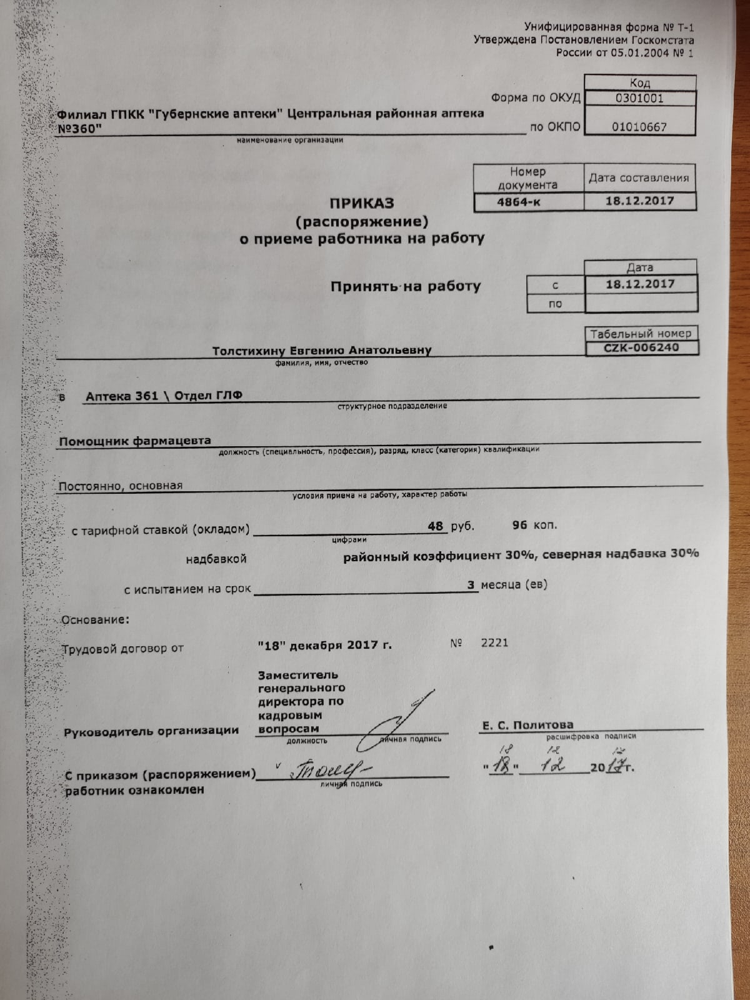 Унифицированная форма № Т-1
Утверждена Постановлением Госкомстата
России от 05.01.2004 № 1
Код
Форма по ОКУД 0301001
Филиал ГПКК "Губернские аптеки" Центральная районная аптека
№360" по ОКПО 01010667
наименование организации
Номер документа Дата составления
4864-к 18.12.2017
ПРИКАЗ
(распоряжение)
о приеме работника на работу
Дата
Принять на работу с 18.12.2017
по
Табельный номер
Толстихину Евгению Анатольевну CZK-006240
фамилия, имя, отчество
в Аптека 361 \ Отдел ГЛФ
структурное подразделение
Помощник фармацевта
должность (специальность, профессия), разряд, класс (категория) квалификации
Постоянно, основная
условия приема на работу, характер работы
с тарифной ставкой (окладом) 48 руб. 96 коп.
цифрами
надбавкой районный коэффициент 30%, северная надбавка 30%
с испытанием на срок 3 месяца (ев)
Основание:
Трудовой договор от "18" декабря 2017 г. № 2221
Заместитель
генерального
директора по
кадровым
Руководитель организации вопросам Е. С. Политова
должность личная подпись расшифровка подписи
18 12 17
С приказом (распоряжением) "18" 12 2017г.
работник ознакомлен личная подпись